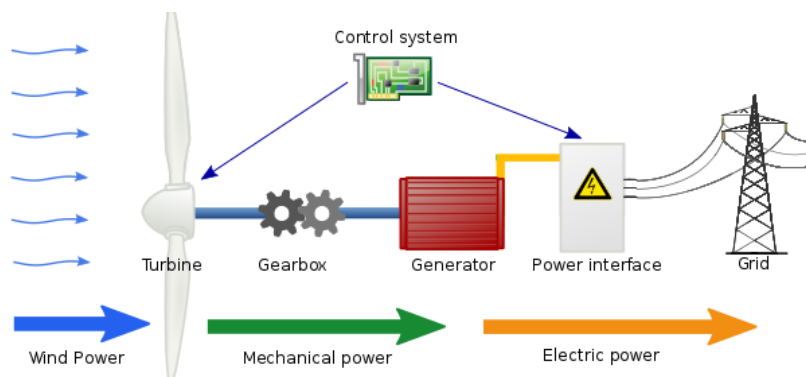 Control system
Turbine
Gearbox
Generator
Power interface
Grid
Wind Power
Mechanical power
Electric power